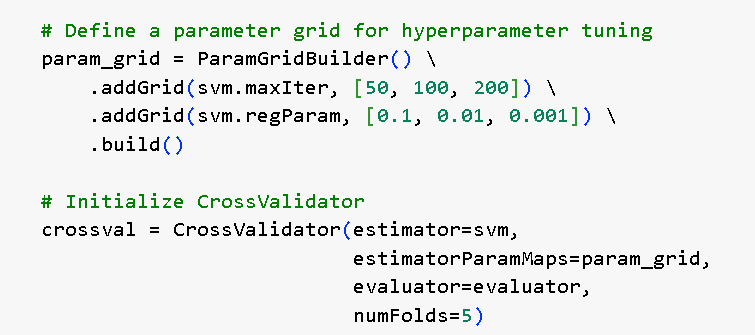 # Define a parameter grid for hyperparameter tuning
param_grid = ParamGridBuilder() \
    .addGrid(svm.maxIter, [50, 100, 200]) \
    .addGrid(svm.regParam, [0.1, 0.01, 0.001]) \
    .build()

# Initialize CrossValidator
crossval = CrossValidator(estimator=svm,
                          estimatorParamMaps=param_grid,
                          evaluator=evaluator,
                          numFolds=5)